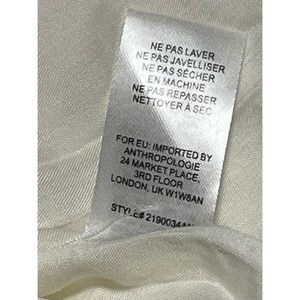 NE PAS LAVER
NE PAS JAVELLISER
NE PAS SÉCHER
EN MACHINE
NE PAS REPASSER
NETTOYER À SEC
FOR EU: IMPORTED BY
ANTHROPOLOGIE
24 MARKET PLACE,
3RD FLOOR
LONDON, UK W1W8AN
STYLE#